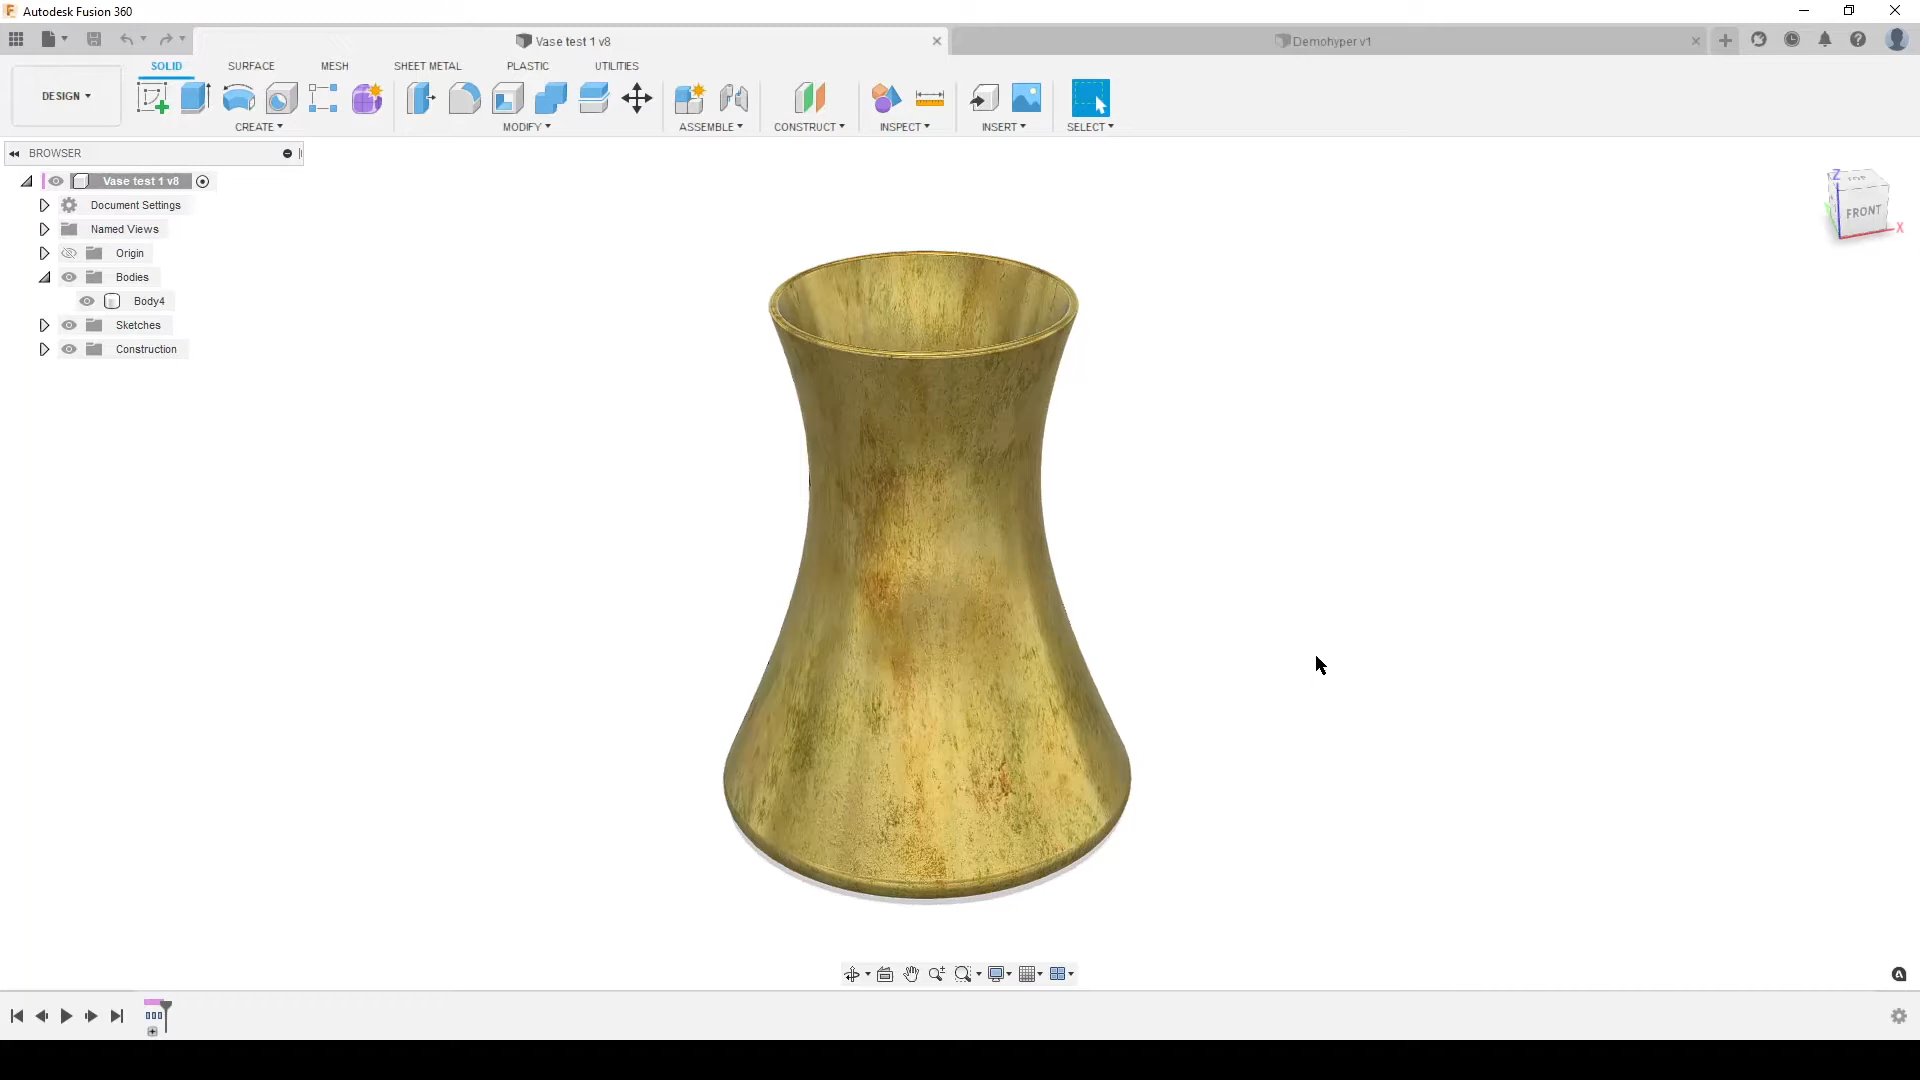 Autodesk Fusion 360
Vase test 1 v8
Demohyper v1
DESIGN
SOLID
SURFACE
MESH
SHEET METAL
PLASTIC
UTILITIES
CREATE
MODIFY
ASSEMBLE
CONSTRUCT
INSPECT
INSERT
SELECT
BROWSER
Vase test 1 v8
Document Settings
Named Views
Origin
Bodies
Body4
Sketches
Construction
Z
TOP
FRONT
X